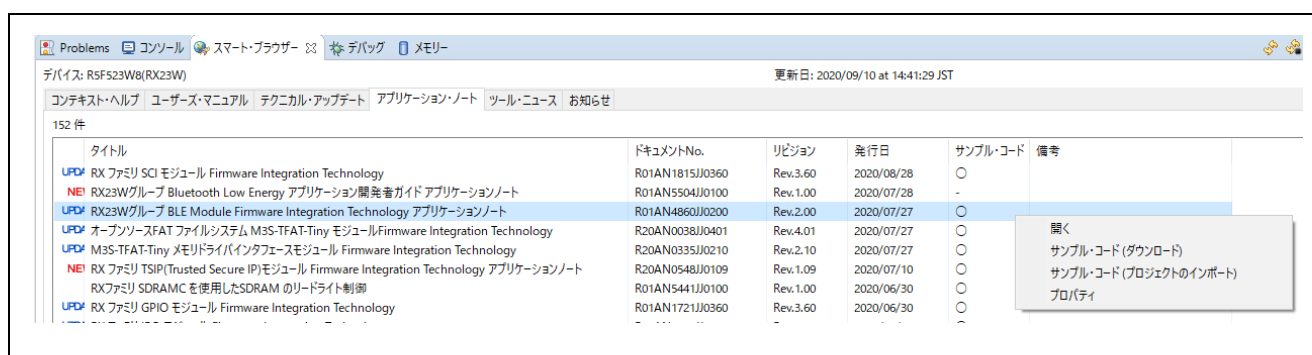 Problems コンソール スマート・ブラウザー デバッグ メモリー
デバイス: R5F523W8(RX23W) 更新日: 2020/09/10 at 14:41:29 JST
コンテキスト・ヘルプ ユーザーズ・マニュアル テクニカル・アップデート アプリケーション・ノート ツール・ニュース お知らせ
152 件
タイトル ドキュメントNo. リビジョン 発行日 サンプル・コード 備考
RX ファミリ SCI モジュール Firmware Integration Technology R01AN1815JJ0360 Rev.3.60 2020/08/28 〇
RX23Wグループ Bluetooth Low Energy アプリケーション開発者ガイド アプリケーションノート R01AN5504JJ0100 Rev.1.00 2020/07/28 -
RX23Wグループ BLE Module Firmware Integration Technology アプリケーションノート R01AN4860JJ0200 Rev.2.00 2020/07/27 〇
オープンソースFAT ファイルシステム M3S-TFAT-Tiny モジュールFirmware Integration Technology R20AN0038JJ0401 Rev.4.01 2020/07/27 〇
M3S-TFAT-Tiny メモリドライバインタフェースモジュール Firmware Integration Technology R20AN0335JJ0210 Rev.2.10 2020/07/27 〇
RX ファミリ TSIP(Trusted Secure IP)モジュール Firmware Integration Technology アプリケーションノート R20AN0548JJ0109 Rev.1.09 2020/07/10 〇
RXファミリ SDRAMC を使用したSDRAM のリードライト制御 R01AN5441JJ0100 Rev.1.00 2020/06/30 〇
RX ファミリ GPIO モジュール Firmware Integration Technology R01AN1721JJ0360 Rev.3.60 2020/06/30 〇
開く
サンプル・コード (ダウンロード)
サンプル・コード (プロジェクトのインポート)
プロパティ